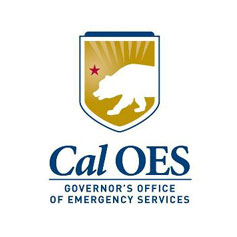 Cal OES
GOVERNOR'S OFFICE
OF EMERGENCY SERVICES